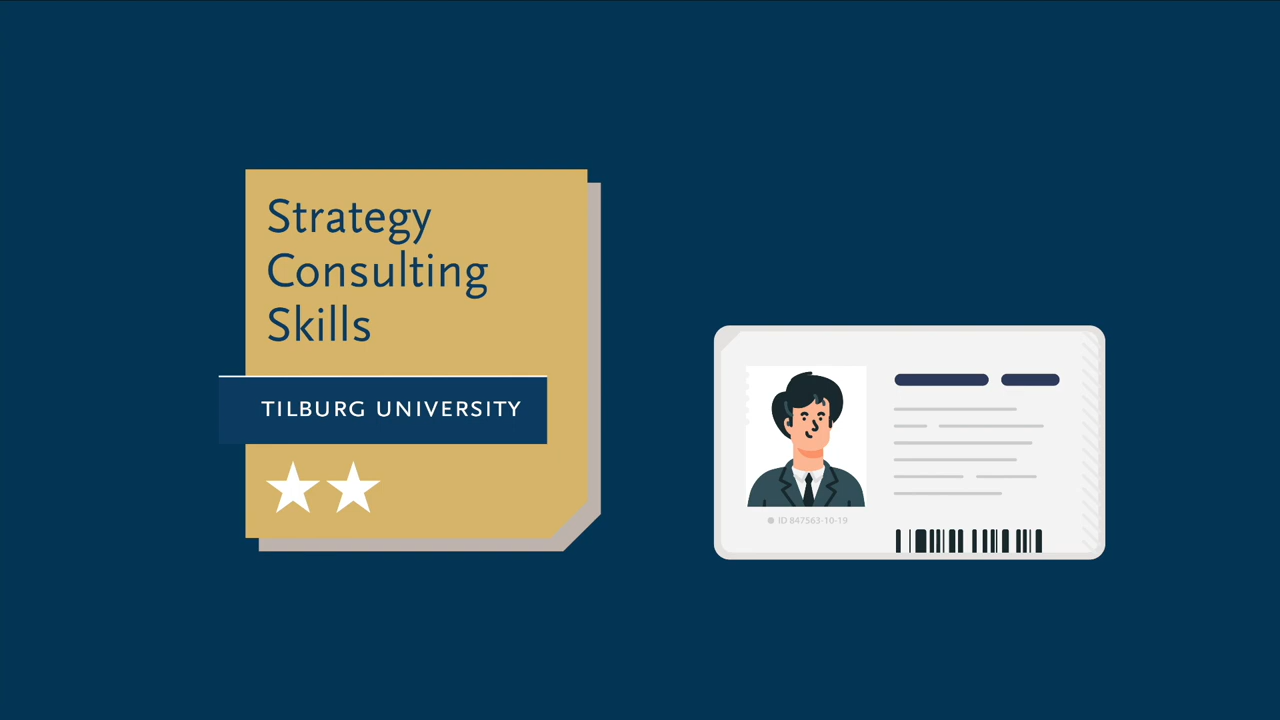 Strategy
Consulting
Skills
TILBURG UNIVERSITY
ID 847563-10-19